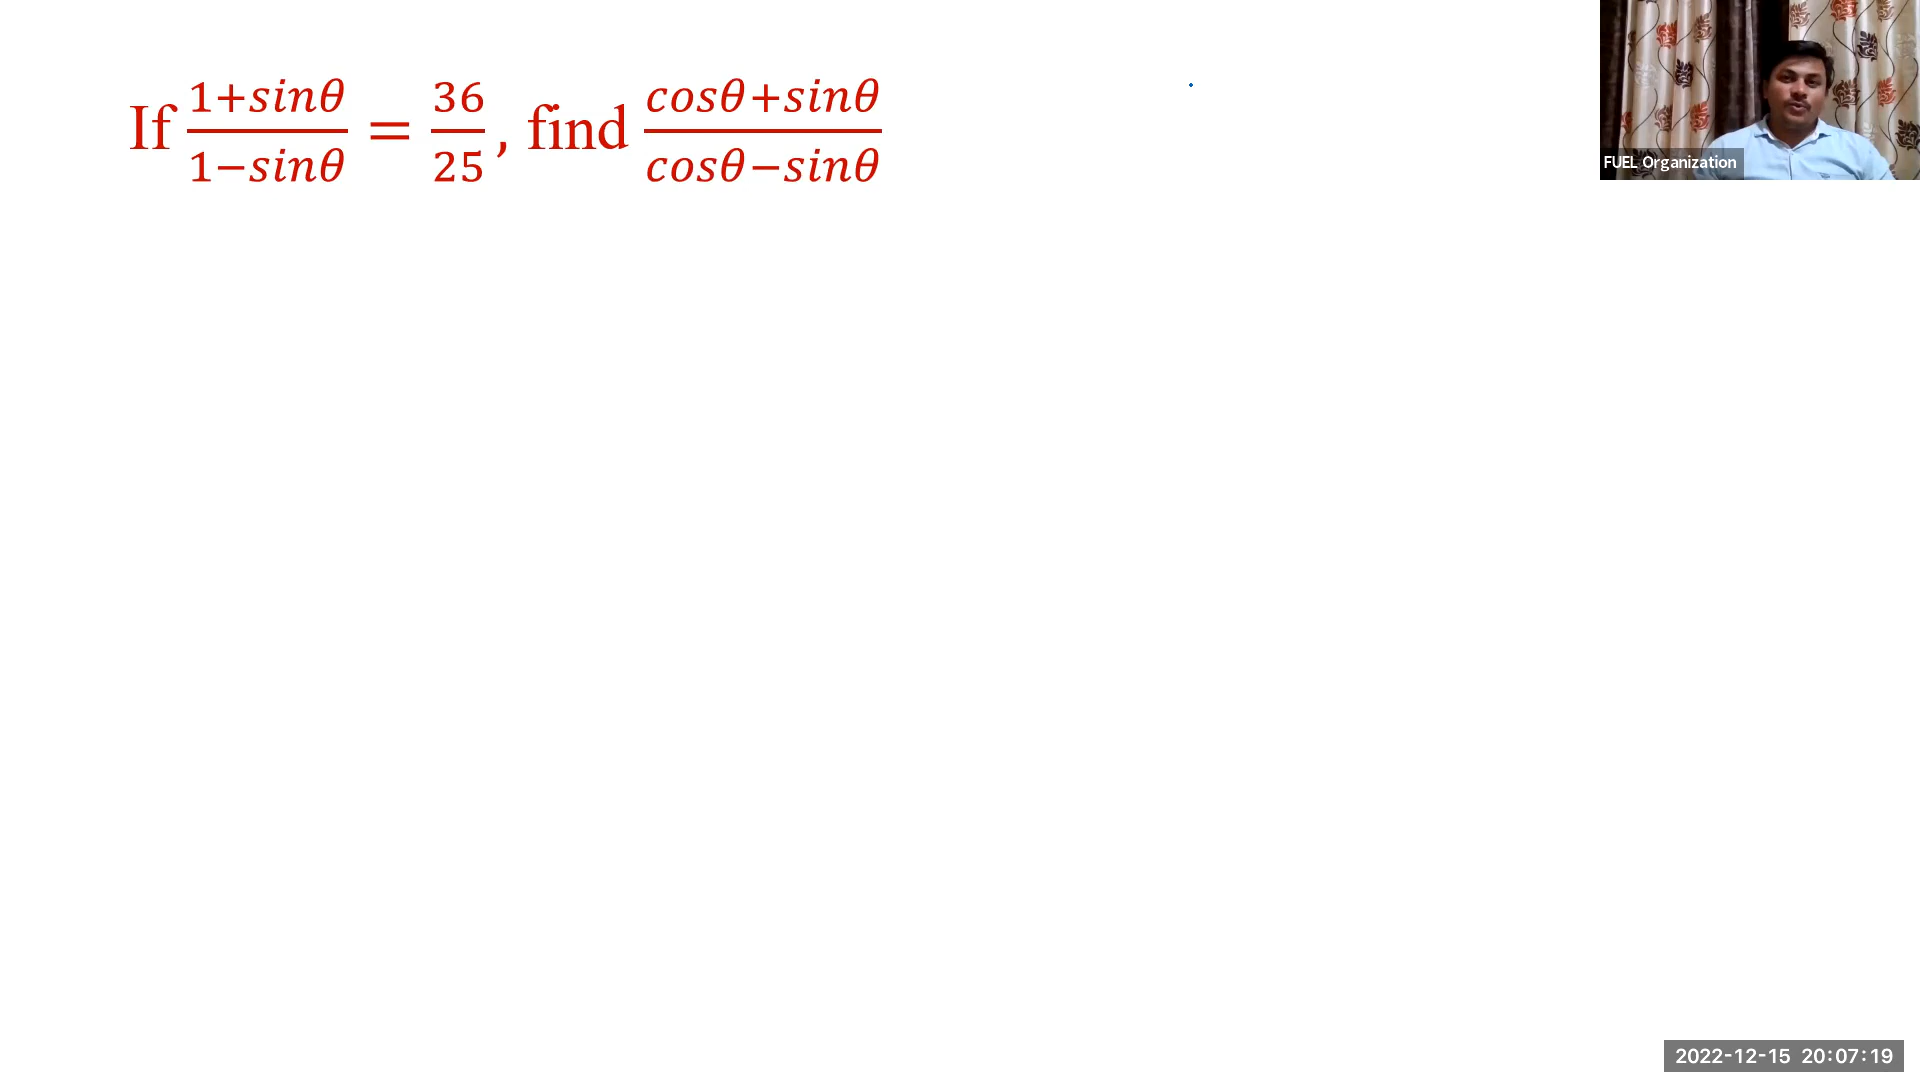 If (1+sinθ)/(1−sinθ) = 36/25, find (cosθ+sinθ)/(cosθ−sinθ)
FUEL Organization
2022-12-15 20:07:19